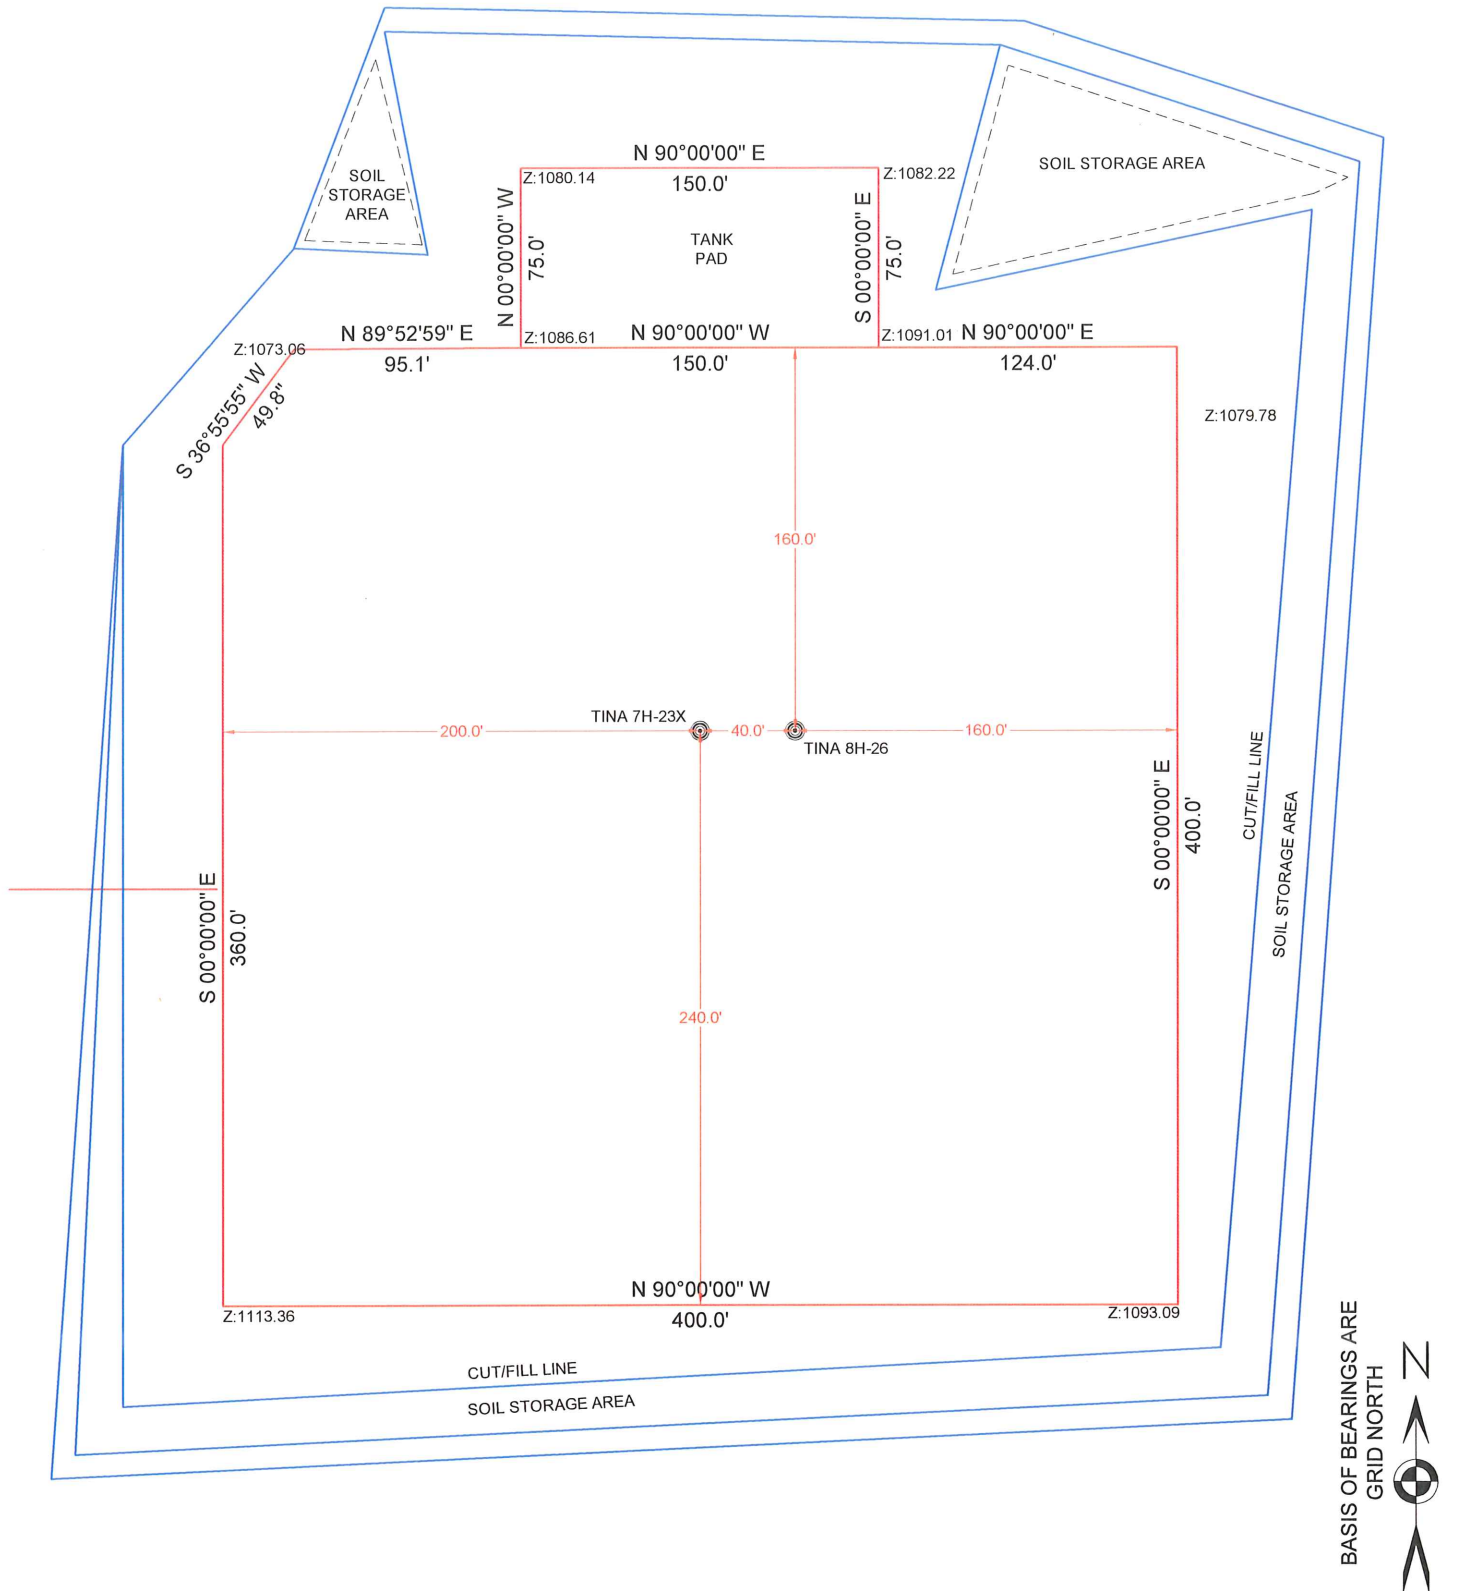 N 90°00'00" E
150.0'
Z:1080.14
Z:1082.22
SOIL STORAGE AREA
SOIL
STORAGE
AREA
N 00°00'00" W
75.0'
TANK
PAD
S 00°00'00" E
75.0'
Z:1073.06
N 89°52'59" E
95.1'
Z:1086.61
N 90°00'00" W
150.0'
Z:1091.01
N 90°00'00" E
124.0'
S 36°55'55" W
49.8"
Z:1079.78
160.0'
TINA 7H-23X
200.0'
40.0'
160.0'
TINA 8H-26
CUT/FILL LINE
SOIL STORAGE AREA
S 00°00'00" E
400.0'
S 00°00'00" E
360.0'
240.0'
N 90°00'00" W
400.0'
Z:1113.36
Z:1093.09
CUT/FILL LINE
SOIL STORAGE AREA
BASIS OF BEARINGS ARE
GRID NORTH
N